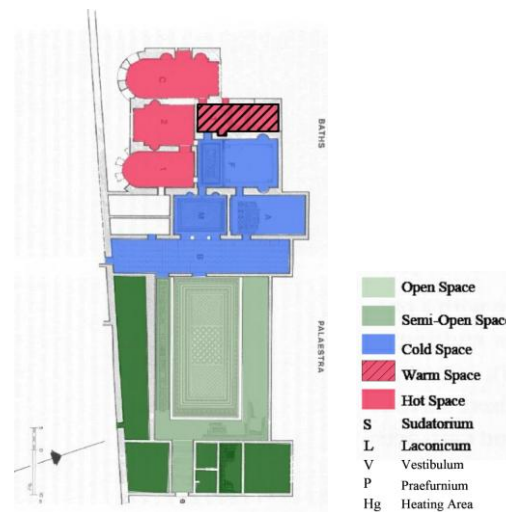 BATHS
PALAESTRA
C
F
A
M
B
Open Space
Semi-Open Space
Cold Space
Warm Space
Hot Space
S Sudatorium
L Laconicum
V Vestibulum
P Praefurnium
Hg Heating Area